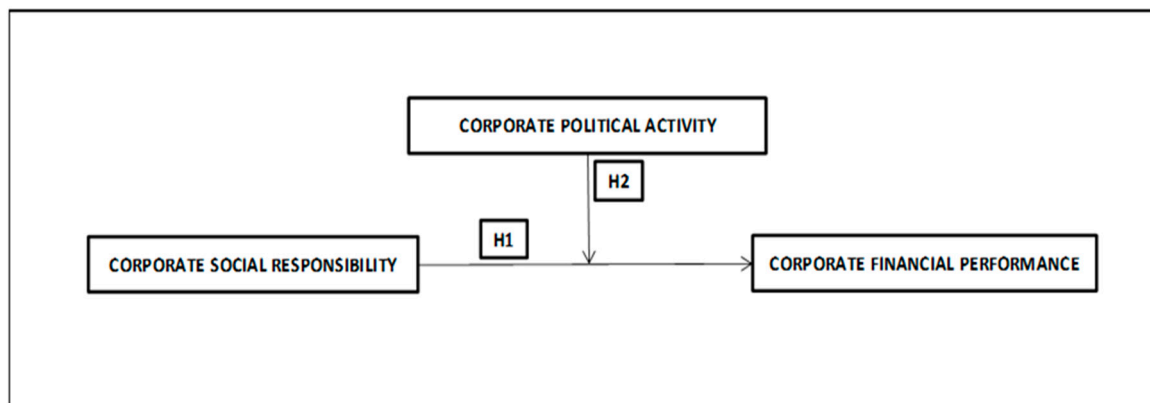 CORPORATE POLITICAL ACTIVITY
H2
H1
CORPORATE SOCIAL RESPONSIBILITY
CORPORATE FINANCIAL PERFORMANCE